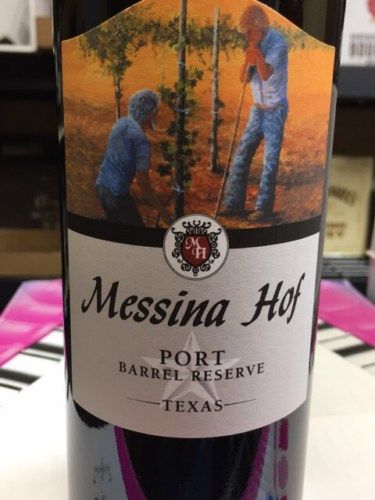 MH
Messina Hof
PORT
BARREL RESERVE
TEXAS